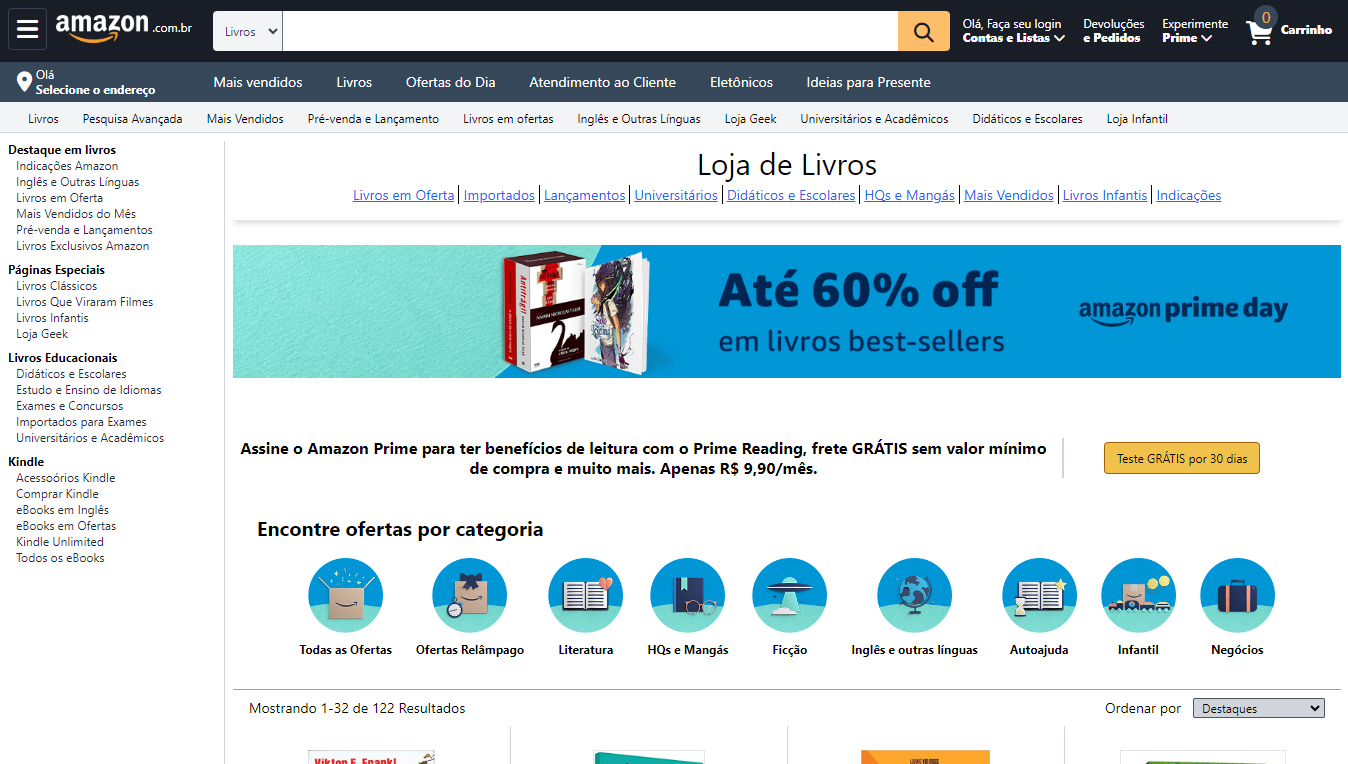 amazon.com.br
Livros
Olá, Faça seu login
Contas e Listas
Devoluções
e Pedidos
Experimente
Prime
0
Carrinho
Olá
Selecione o endereço
Mais vendidos
Livros
Ofertas do Dia
Atendimento ao Cliente
Eletônicos
Ideias para Presente
Livros
Pesquisa Avançada
Mais Vendidos
Pré-venda e Lançamento
Livros em ofertas
Inglês e Outras Línguas
Loja Geek
Universitários e Acadêmicos
Didáticos e Escolares
Loja Infantil
Destaque em livros
Indicações Amazon
Inglês e Outras Línguas
Livros em Oferta
Mais Vendidos do Mês
Pré-venda e Lançamentos
Livros Exclusivos Amazon
Páginas Especiais
Livros Clássicos
Livros Que Viraram Filmes
Livros Infantis
Loja Geek
Livros Educacionais
Didáticos e Escolares
Estudo e Ensino de Idiomas
Exames e Concursos
Importados para Exames
Universitários e Acadêmicos
Kindle
Acessoórios Kindle
Comprar Kindle
eBooks em Inglês
eBooks em Ofertas
Kindle Unlimited
Todos os eBooks
Loja de Livros
Livros em Oferta
Importados
Lançamentos
Universitários
Didáticos e Escolares
HQs e Mangás
Mais Vendidos
Livros Infantis
Indicações
Antifrágil
NASSIM NICHOLAS TALEB
Até 60% off
em livros best-sellers
amazon prime day
Assine o Amazon Prime para ter benefícios de leitura com o Prime Reading, frete GRÁTIS sem valor mínimo
de compra e muito mais. Apenas R$ 9,90/mês.
Teste GRÁTIS por 30 dias
Encontre ofertas por categoria
Todas as Ofertas
Ofertas Relâmpago
Literatura
HQs e Mangás
Ficção
Inglês e outras línguas
Autoajuda
Infantil
Negócios
Mostrando 1-32 de 122 Resultados
Ordenar por
Destaques
Viktor E. Frankl